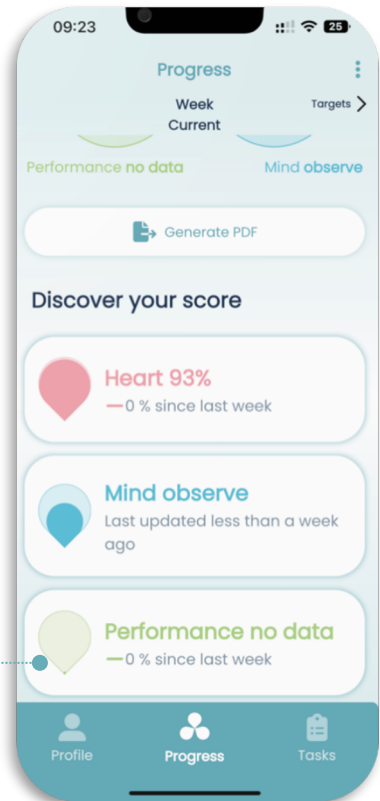 09:23
25
Progress
Week
Targets
Current
Performance no data
Mind observe
Generate PDF
Discover your score
Heart 93%
—0 % since last week
Mind observe
Last updated less than a week
ago
Performance no data
—0 % since last week
Profile
Progress
Tasks